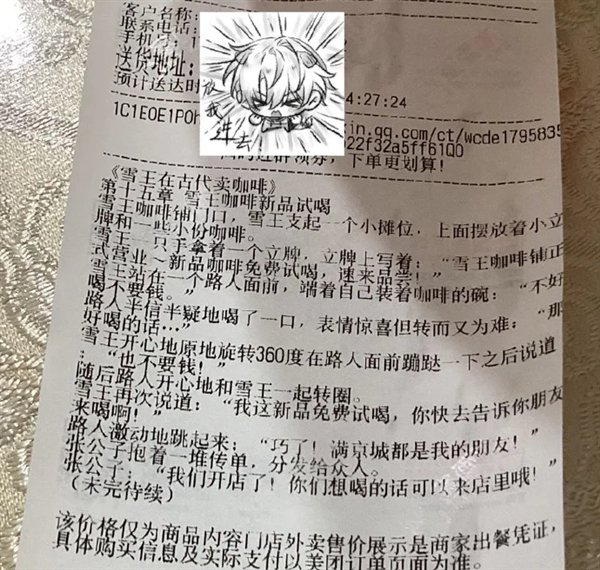 客户名称:
联系电话:
手机
送货地址:
预计送达时
4:27:24
放我进去
1C1E0E1P0
in.qq.com/ct/wcde1795835
22f32a5ff61Q0
领券，下单更划算!
《雪王在古代卖咖啡》
第十五章 雪王咖啡新品试喝
雪王咖啡铺门口，雪王支起一个小摊位，上面摆放着小立
牌和一些小份咖啡。
雪王一只手拿着一个立牌，立牌上写着：“雪王咖啡铺正
式营业～新品咖啡免费试喝，速来品尝！”
雪王站在一个路人面前，端着自己装着咖啡的碗：“不好
喝不要钱。”
路人半信半疑地喝了一口，表情惊喜但转而又为难：“那
好喝的话…”
雪王开心地原地旋转360度在路人面前蹦跶一下之后说道
：“也不要钱！”
随后路人开心地和雪王一起转圈。
雪王再次说道：“我这新品免费试喝，你快去告诉你朋友
来喝啊！”
路人激动地跳起来：“巧了！满京城都是我的朋友！”
张公子抱着一堆传单，分发给众人。
张公子：“我们开店了！你们想喝的话可以来店里哦！”
（未完待续）
该价格仅为商品内容门店外卖售价展示是商家出餐凭证，
具体购买信息及实际支付以美团订单页面为准。